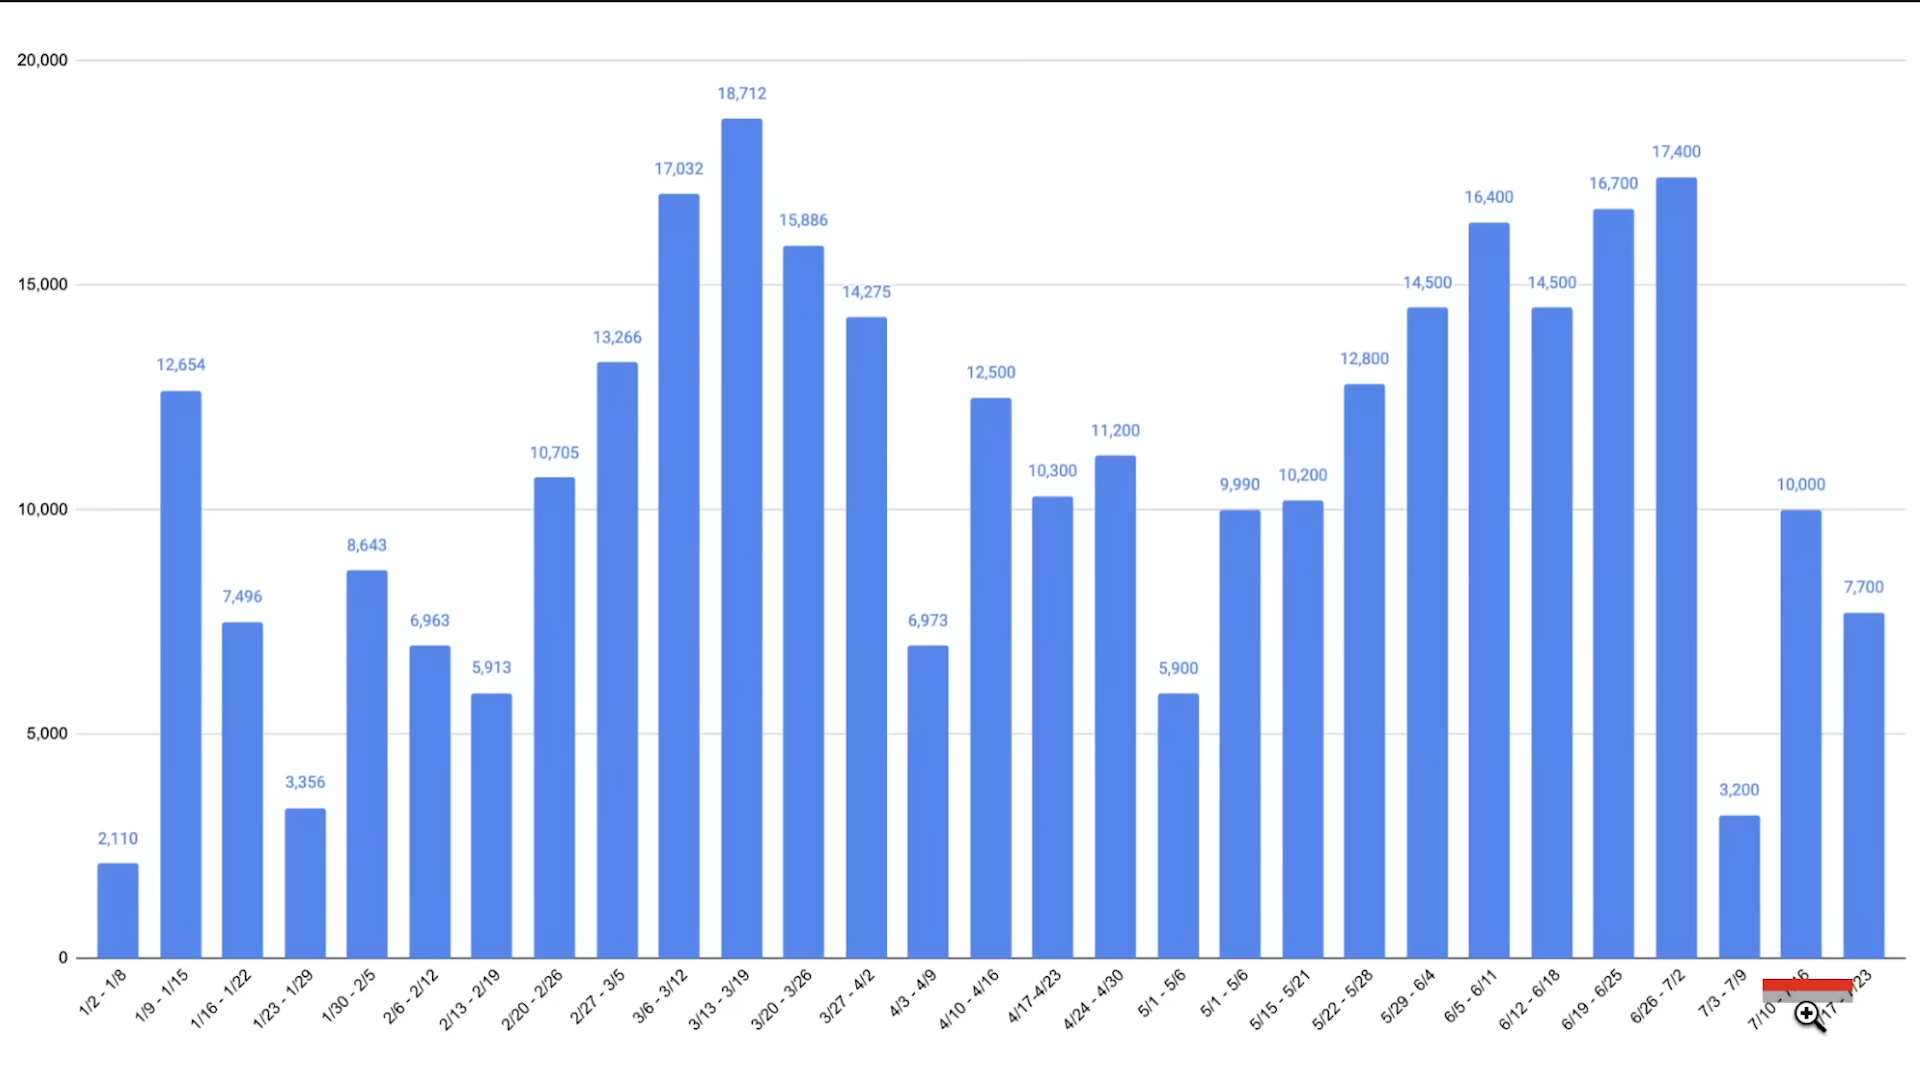 20,000
15,000
10,000
5,000
0
2,110
12,654
7,496
3,356
8,643
6,963
5,913
10,705
13,266
17,032
18,712
15,886
14,275
6,973
12,500
10,300
11,200
5,900
9,990
10,200
12,800
14,500
16,400
14,500
16,700
17,400
3,200
10,000
7,700
1/2 - 1/8
1/9 - 1/15
1/16 - 1/22
1/23 - 1/29
1/30 - 2/5
2/6 - 2/12
2/13 - 2/19
2/20 - 2/26
2/27 - 3/5
3/6 - 3/12
3/13 - 3/19
3/20 - 3/26
3/27 - 4/2
4/3 - 4/9
4/10 - 4/16
4/17-4/23
4/24 - 4/30
5/1 - 5/6
5/1 - 5/6
5/15 - 5/21
5/22 - 5/28
5/29 - 6/4
6/5 - 6/11
6/12 - 6/18
6/19 - 6/25
6/26 - 7/2
7/3 - 7/9
7/10 -